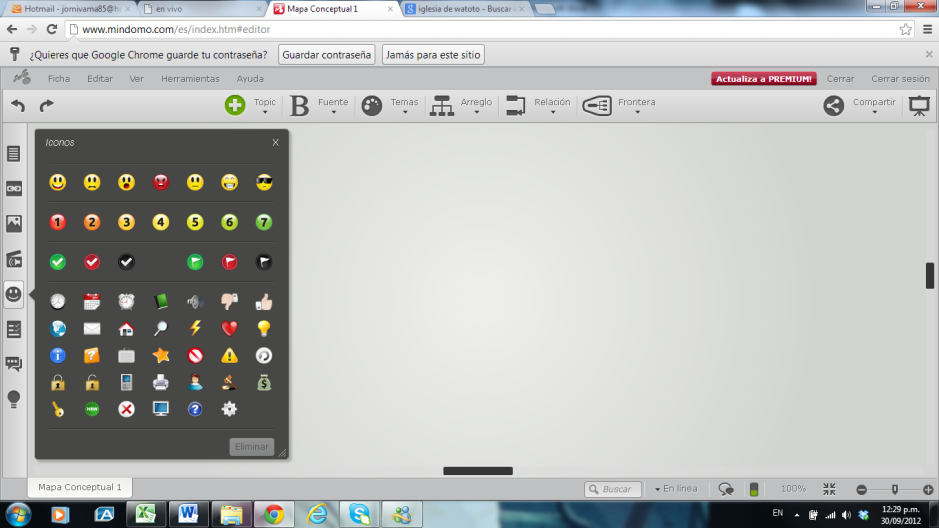 Hotmail - jornivama85@h
en vivo
Mapa Conceptual 1
iglesia de watoto - Buscar c
www.mindomo.com/es/index.htm#editor
¿Quieres que Google Chrome guarde tu contraseña?
Guardar contraseña
Jamás para este sitio
Ficha Editar Ver Herramientas Ayuda
Actualiza a PREMIUM! Cerrar Cerrar sesión
B
Topic Fuente Temas Arreglo Relación Frontera Compartir
Iconos
X
1 2 3 4 5 6 7
i ?
$
NEW ?
Eliminar
Mapa Conceptual 1
Buscar
En línea
100%
EN
12:29 p.m.
30/09/2012